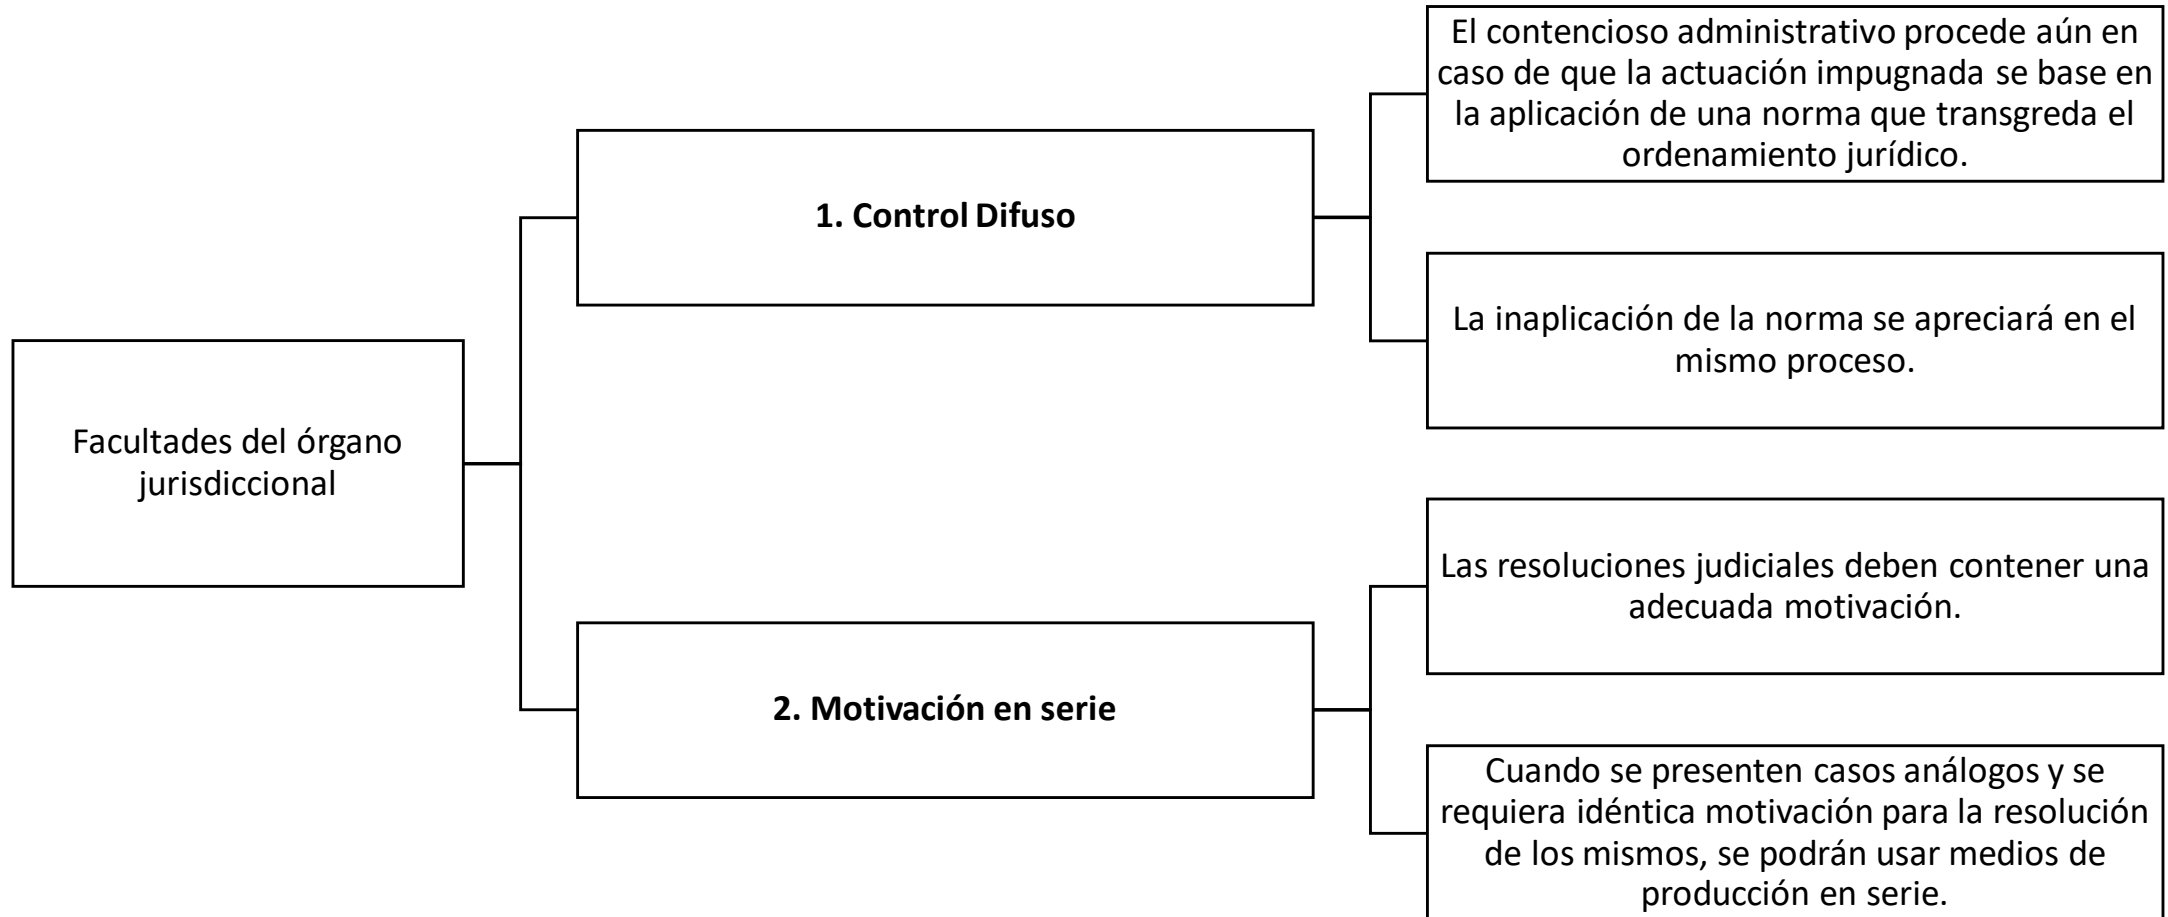 Facultades del órgano
jurisdiccional
1. Control Difuso
El contencioso administrativo procede aún en
caso de que la actuación impugnada se base en
la aplicación de una norma que transgreda el
ordenamiento jurídico.
La inaplicación de la norma se apreciará en el
mismo proceso.
2. Motivación en serie
Las resoluciones judiciales deben contener una
adecuada motivación.
Cuando se presenten casos análogos y se
requiera idéntica motivación para la resolución
de los mismos, se podrán usar medios de
producción en serie.